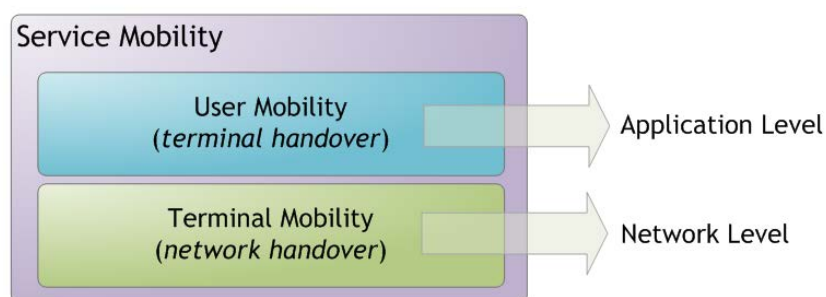 Service Mobility
User Mobility
(terminal handover)
Application Level
Terminal Mobility
(network handover)
Network Level